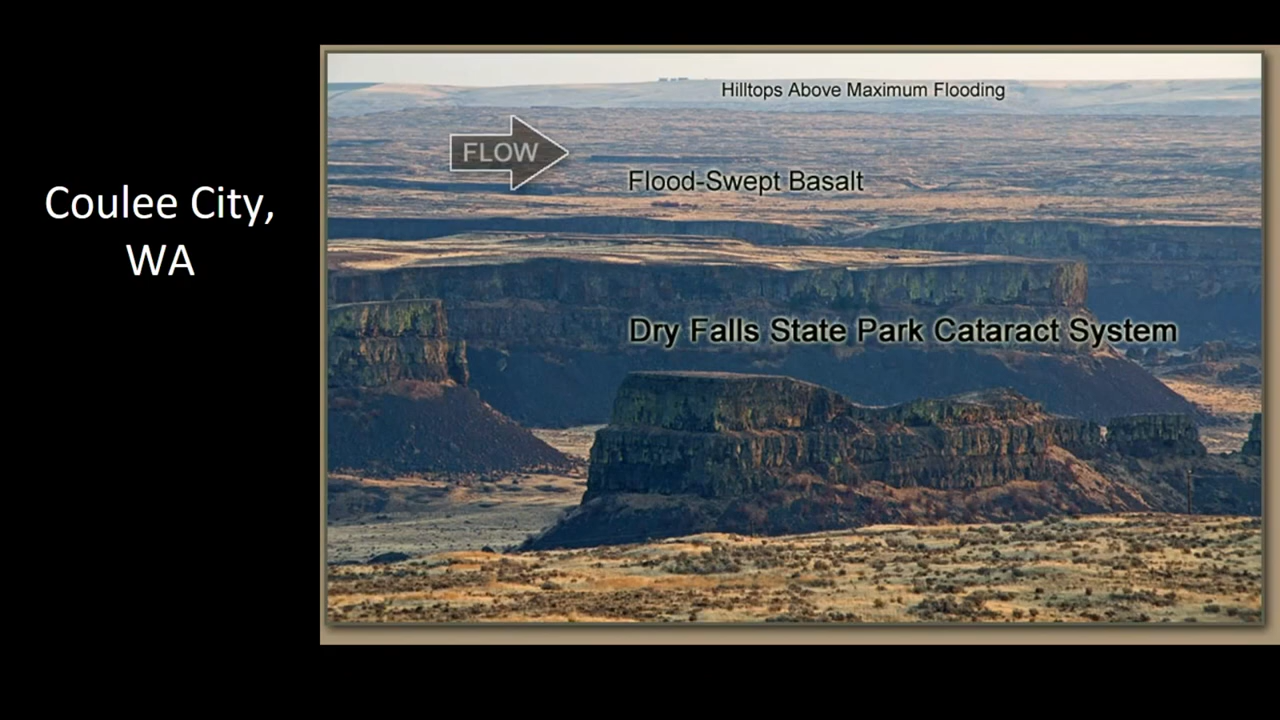 Coulee City,
WA
Hilltops Above Maximum Flooding
FLOW
Flood-Swept Basalt
Dry Falls State Park Cataract System